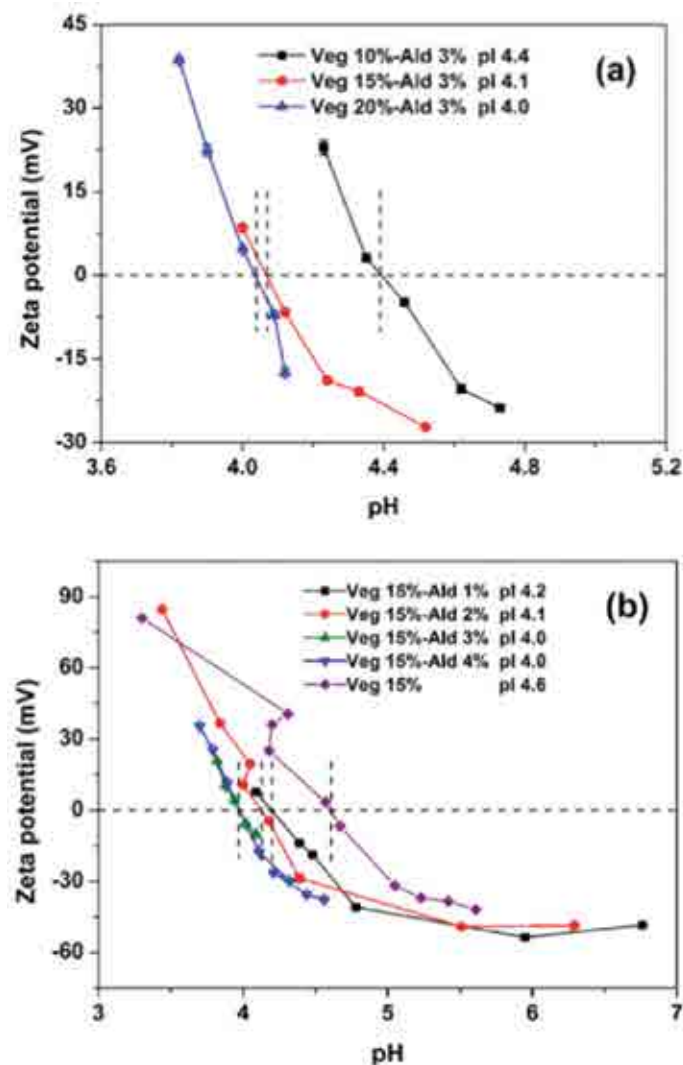 45
30
15
0
-15
-30
Zeta potential (mV)
Veg 10%-Ald 3% pI 4.4
Veg 15%-Ald 3% pI 4.1
Veg 20%-Ald 3% pI 4.0
(a)
3.6 4.0 4.4 4.8 5.2
pH
90
60
30
0
-30
-60
Zeta potential (mV)
Veg 15%-Ald 1% pI 4.2
Veg 15%-Ald 2% pI 4.1
Veg 15%-Ald 3% pI 4.0
Veg 15%-Ald 4% pI 4.0
Veg 15% pI 4.6
(b)
3 4 5 6 7
pH